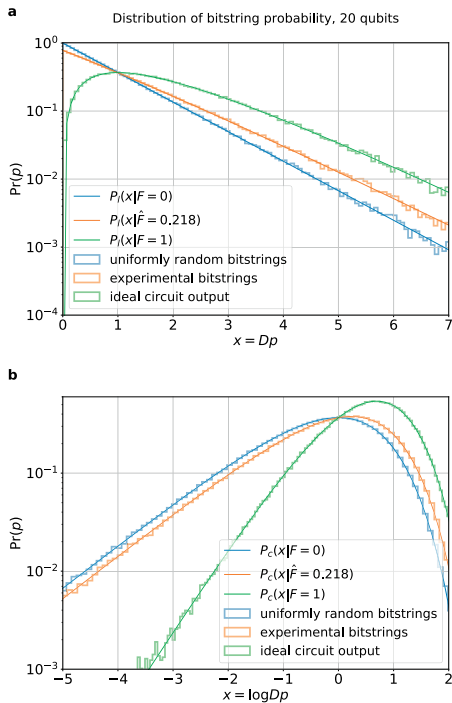 Distribution of bitstring probability, 20 qubits
a
10⁰
10⁻¹
10⁻²
10⁻³
10⁻⁴
Pr(p)
P_l(x|F = 0)
P_l(x|F̂ = 0.218)
P_l(x|F = 1)
uniformly random bitstrings
experimental bitstrings
ideal circuit output
0 1 2 3 4 5 6 7
x = Dp
b
10⁻¹
10⁻²
10⁻³
Pr(p)
P_c(x|F = 0)
P_c(x|F̂ = 0.218)
P_c(x|F = 1)
uniformly random bitstrings
experimental bitstrings
ideal circuit output
−5 −4 −3 −2 −1 0 1 2
x = logDp